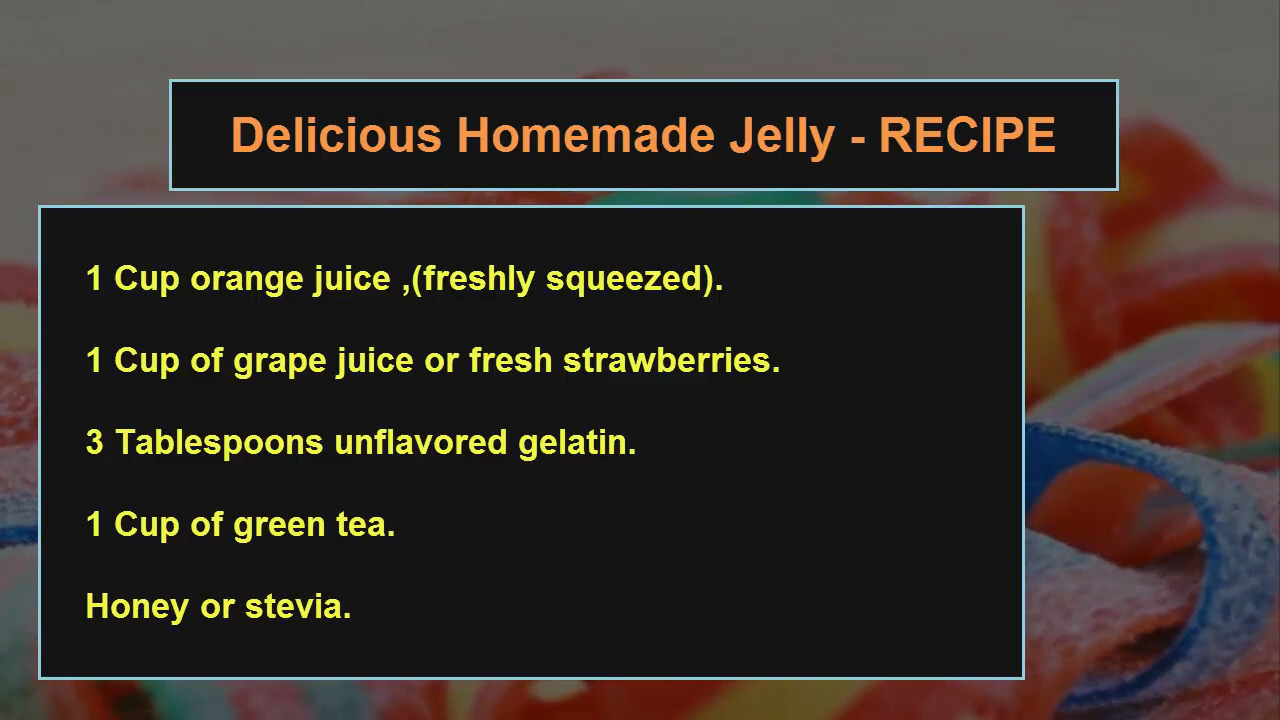 Delicious Homemade Jelly - RECIPE
1 Cup orange juice ,(freshly squeezed).
1 Cup of grape juice or fresh strawberries.
3 Tablespoons unflavored gelatin.
1 Cup of green tea.
Honey or stevia.